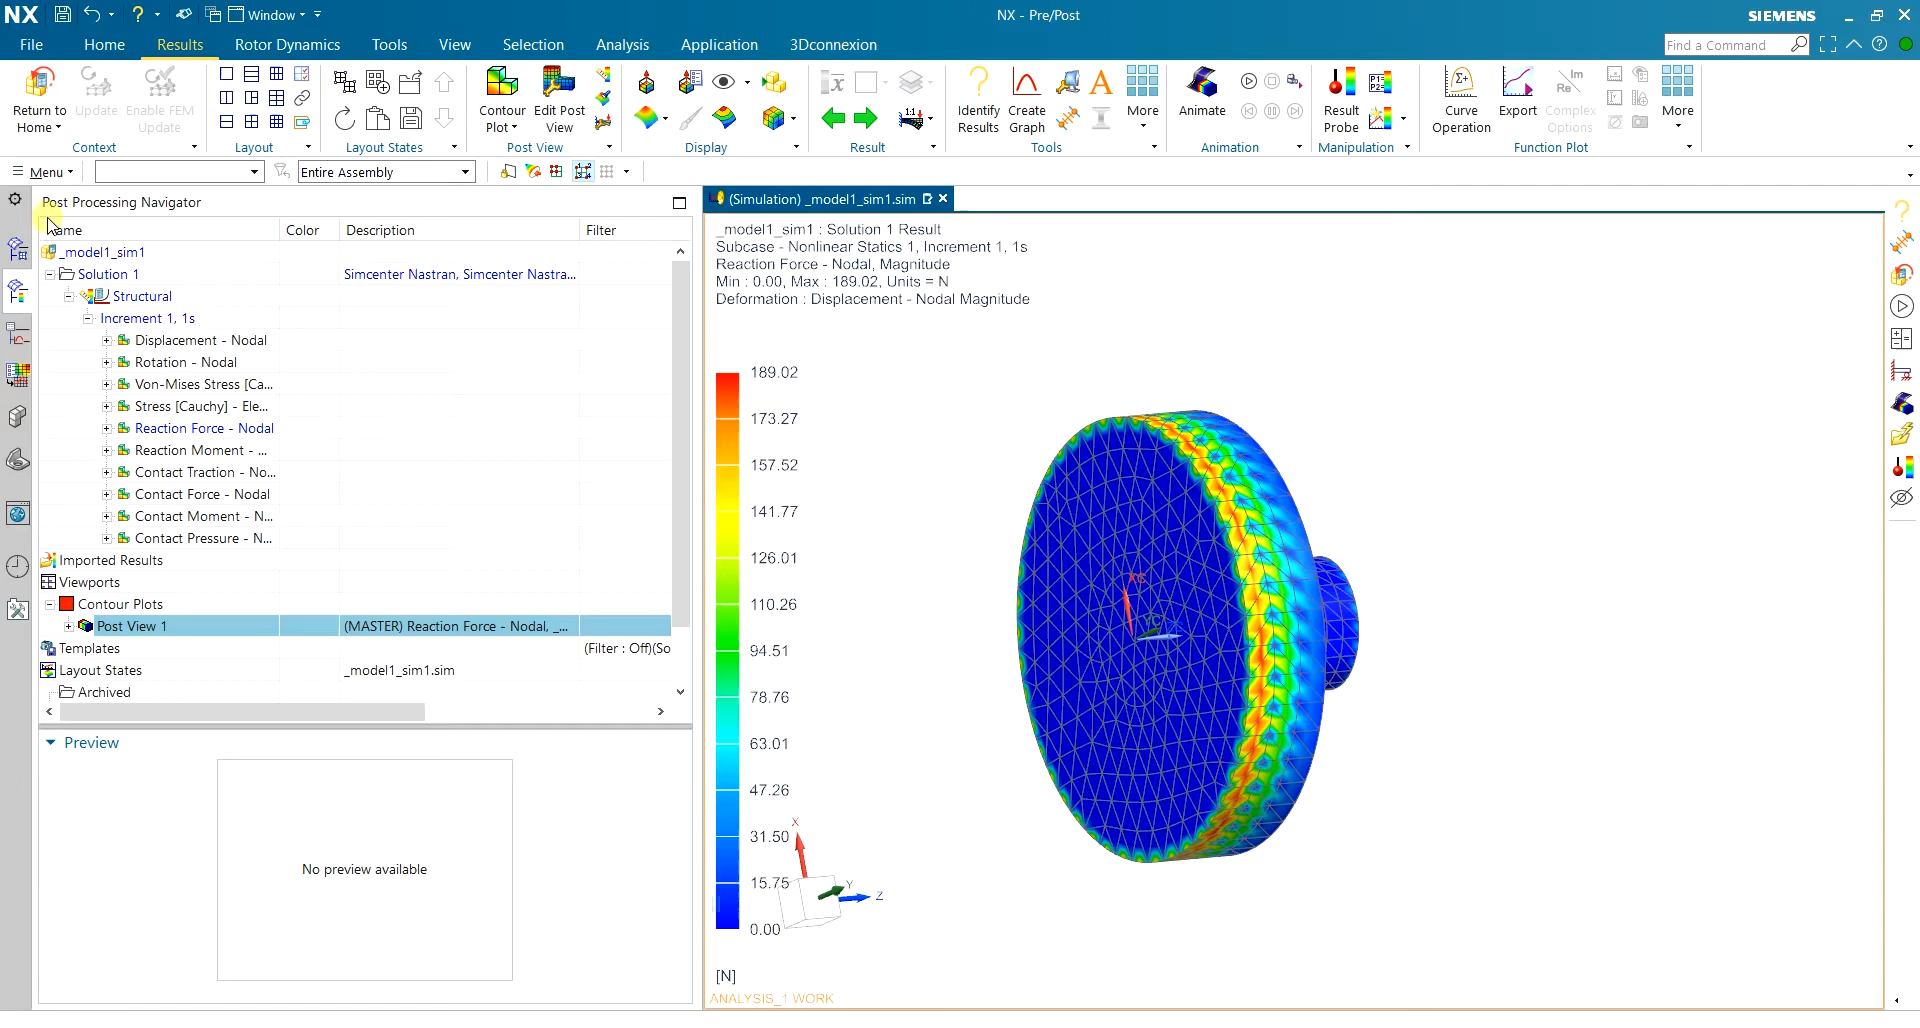 NX
Window
NX - Pre/Post
SIEMENS
File
Home
Results
Rotor Dynamics
Tools
View
Selection
Analysis
Application
3Dconnexion
Find a Command
Return to Home
Update
Enable FEM Update
Context
Layout
Layout States
Contour Plot
Edit Post View
Post View
Display
Result
Identify Results
Create Graph
More
Tools
Animate
Animation
Result Probe
Manipulation
Curve Operation
Export
Complex Options
More
Function Plot
Menu
Entire Assembly
Post Processing Navigator
(Simulation) _model1_sim1.sim
ame
Color
Description
Filter
_model1_sim1
Solution 1
Simcenter Nastran, Simcenter Nastra...
Structural
Increment 1, 1s
Displacement - Nodal
Rotation - Nodal
Von-Mises Stress [Ca...
Stress [Cauchy] - Ele...
Reaction Force - Nodal
Reaction Moment - ...
Contact Traction - No...
Contact Force - Nodal
Contact Moment - N...
Contact Pressure - N...
Imported Results
Viewports
Contour Plots
Post View 1
(MASTER) Reaction Force - Nodal, _...
Templates
(Filter : Off)(So
Layout States
_model1_sim1.sim
Archived
Preview
No preview available
_model1_sim1 : Solution 1 Result
Subcase - Nonlinear Statics 1, Increment 1, 1s
Reaction Force - Nodal, Magnitude
Min : 0.00, Max : 189.02, Units = N
Deformation : Displacement - Nodal Magnitude
189.02
173.27
157.52
141.77
126.01
110.26
94.51
78.76
63.01
47.26
31.50
15.75
0.00
[N]
XC
YC
X
Y
Z
ANALYSIS_1 WORK